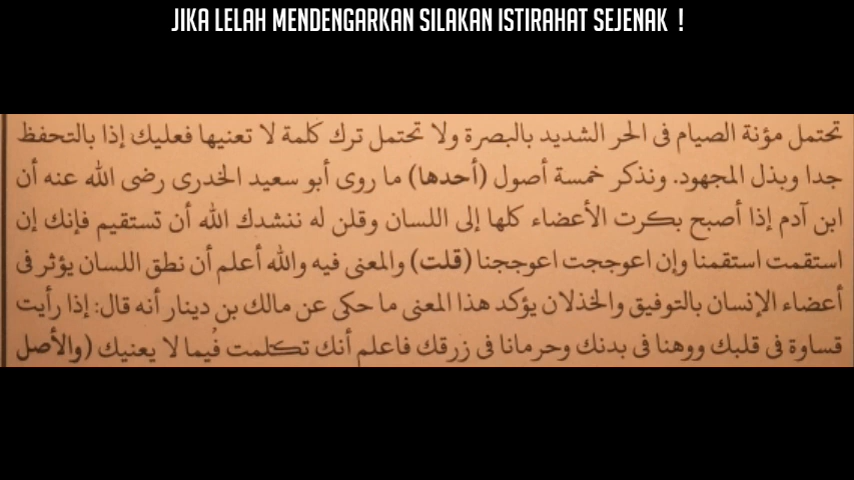 JIKA LELAH MENDENGARKAN SILAKAN ISTIRAHAT SEJENAK !
تحتمل مؤنة الصيام فى الحر الشديد بالبصرة ولا تحتمل ترك كلمة لا تعنيها فعليك إذا بالتحفظ
جدا وبذل المجهود. ونذكر خمسة أصول (أحدها) ما روى أبو سعيد الخدرى رضى الله عنه أن
ابن آدم إذا أصبح بكرت الأعضاء كلها إلى اللسان وقلن له ننشدك الله أن تستقيم فإنك إن
استقمت استقمنا وإن اعوججت اعوججنا (قلت) والمعنى فيه والله أعلم أن نطق اللسان يؤثر فى
أعضاء الإنسان بالتوفيق والخذلان يؤكد هذا المعنى ما حكى عن مالك بن دينار أنه قال: إذا رأيت
قساوة فى قلبك ووهنا فى بدنك وحرمانا فى زرقك فاعلم أنك تكلمت فُيما لا يعنيك (والأصل